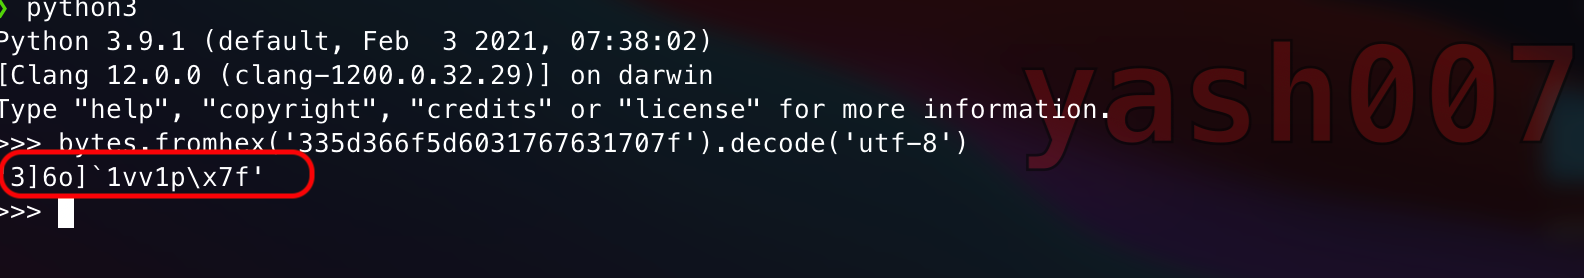 ❯ python3
Python 3.9.1 (default, Feb  3 2021, 07:38:02)
[Clang 12.0.0 (clang-1200.0.32.29)] on darwin
Type "help", "copyright", "credits" or "license" for more information.
>>> bytes.fromhex('335d366f5d6031767631707f').decode('utf-8')
'3]6o]`1vv1p\x7f'
>>>
yash007